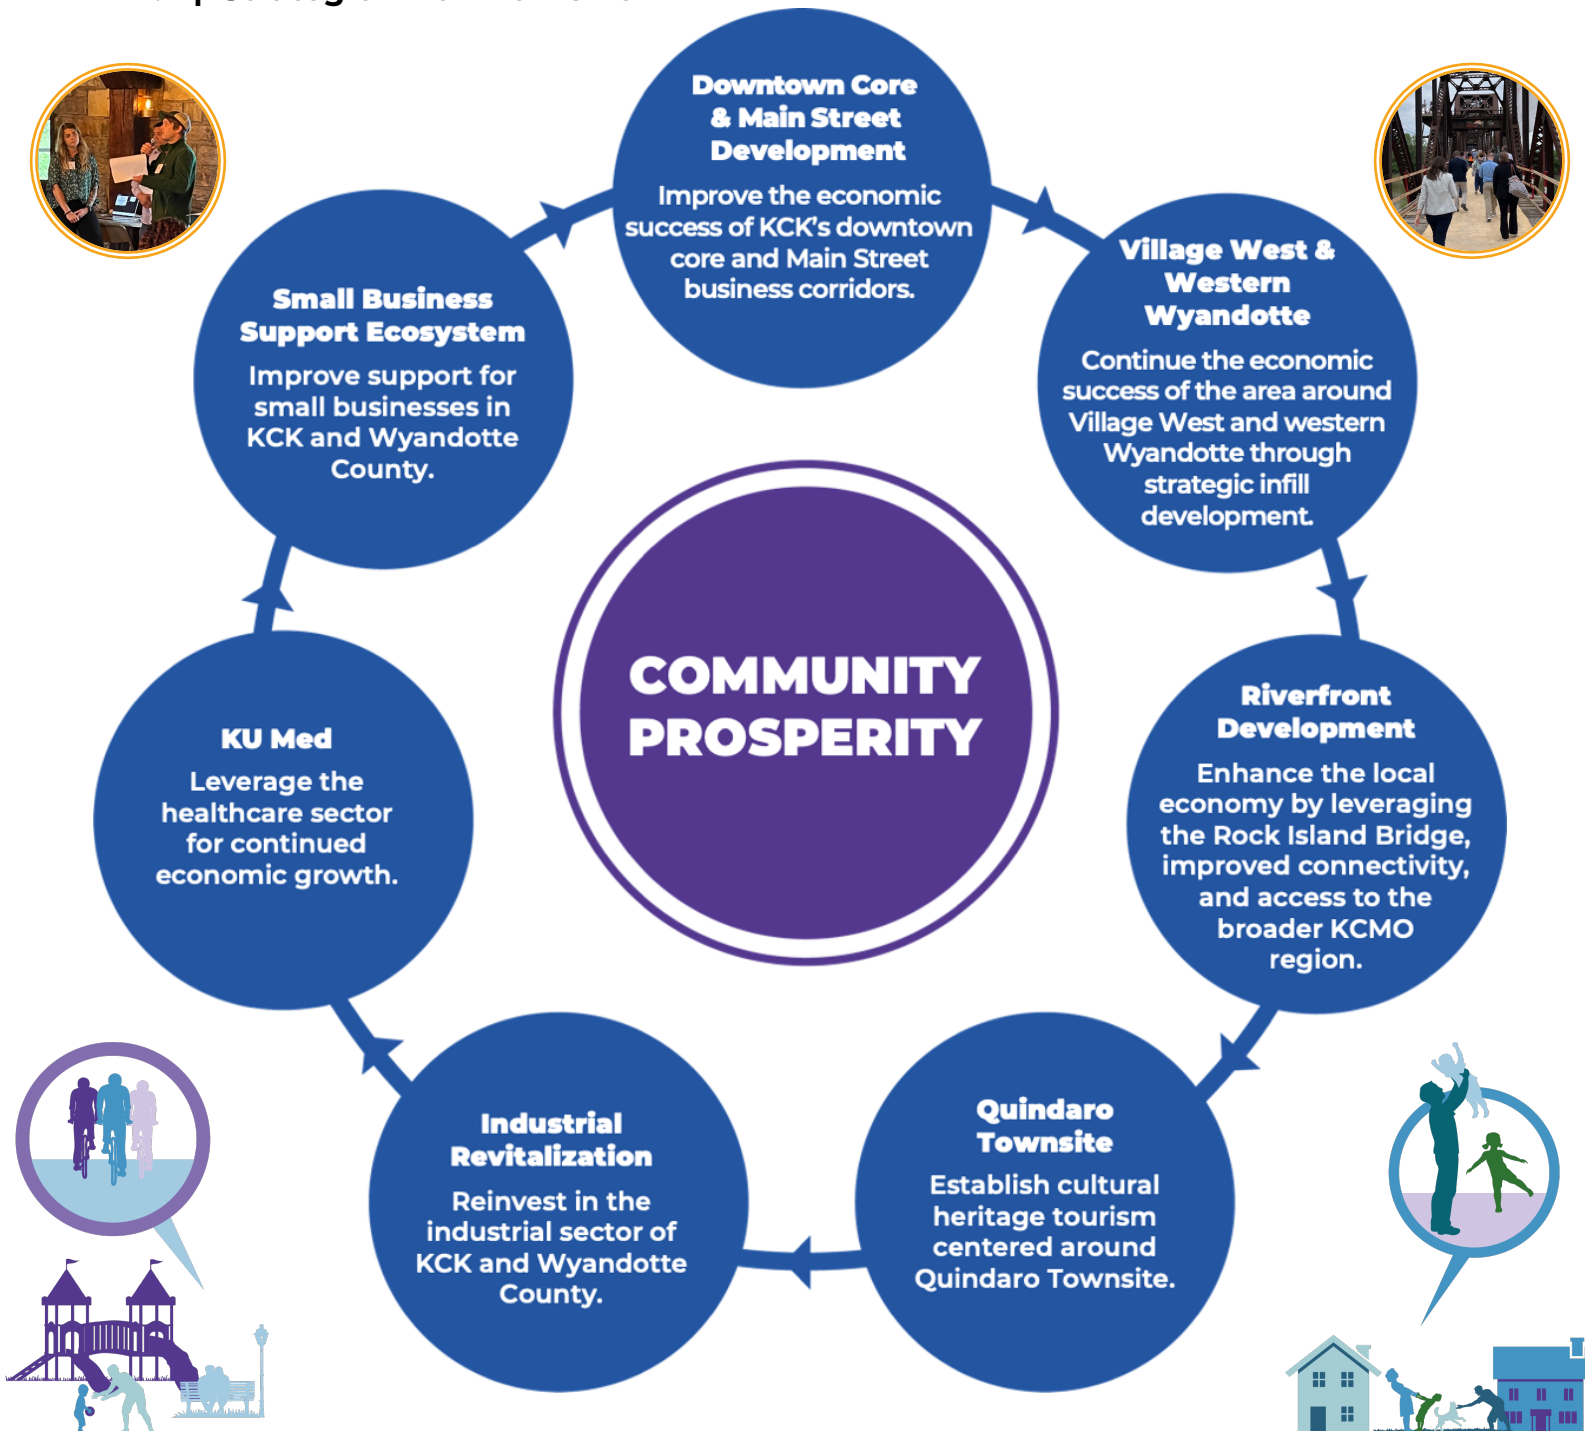 Downtown Core
& Main Street
Development
Improve the economic
success of KCK's downtown
core and Main Street
business corridors.
Village West &
Western
Wyandotte
Continue the economic
success of the area around
Village West and western
Wyandotte through
strategic infill
development.
Riverfront
Development
Enhance the local
economy by leveraging
the Rock Island Bridge,
improved connectivity,
and access to the
broader KCMO
region.
Quindaro
Townsite
Establish cultural
heritage tourism
centered around
Quindaro Townsite.
Industrial
Revitalization
Reinvest in the
industrial sector of
KCK and Wyandotte
County.
KU Med
Leverage the
healthcare sector
for continued
economic growth.
Small Business
Support Ecosystem
Improve support for
small businesses in
KCK and Wyandotte
County.
COMMUNITY
PROSPERITY